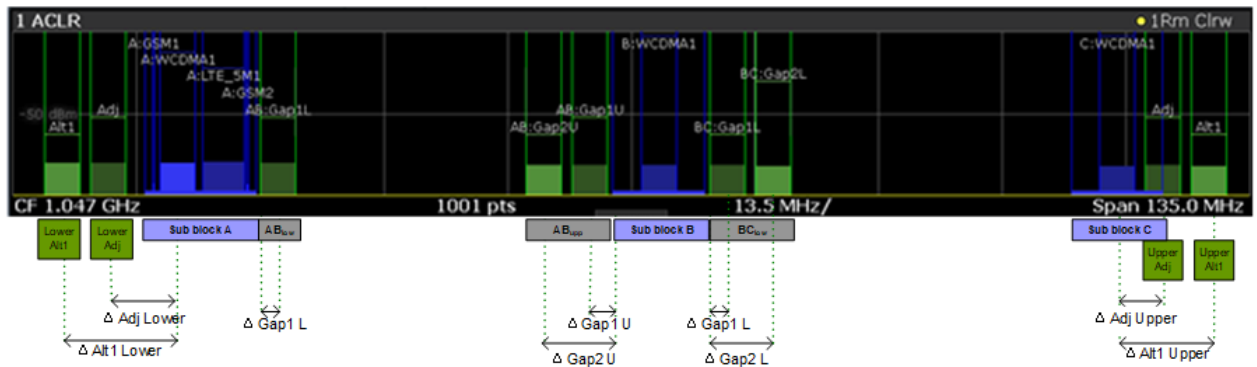 1 ACLR
1Rm Clrw
A:GSM1
B:WCDMA1
C:WCDMA1
A:WCDMA1
A:LTE_5M1
BC:Gap2L
A:GSM2
Adj
AB:Gap1L
AB:Gap1U
Adj
-50 dBm
Alt1
AB:Gap2U
BC:Gap1L
Alt1
CF 1.047 GHz
1001 pts
13.5 MHz/
Span 135.0 MHz
Lower Alt1
Lower Adj
Sub block A
ABlow
ABupp
Sub block B
BClow
Sub block C
Upper Adj
Upper Alt1
Δ Adj Lower
Δ Gap1 L
Δ Gap1 U
Δ Gap1 L
Δ Adj Upper
Δ Alt1 Lower
Δ Gap2 U
Δ Gap2 L
Δ Alt1 Upper